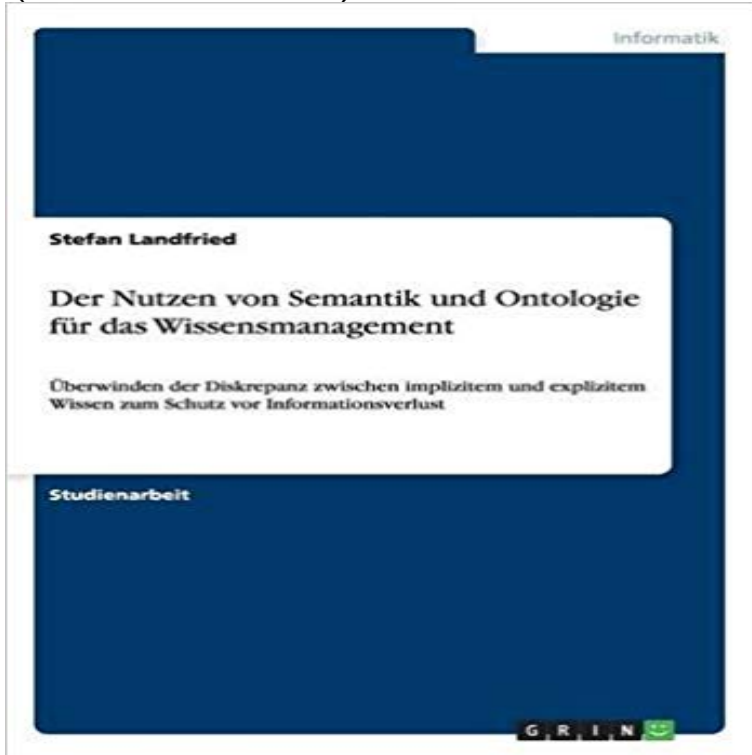 Informatik
Stefan Landfried
Der Nutzen von Semantik und Ontologie
für das Wissensmanagement
Überwinden der Diskrepanz zwischen implizitem und explizitem
Wissen zum Schutz vor Informationsverlust
Studienarbeit
GRIN